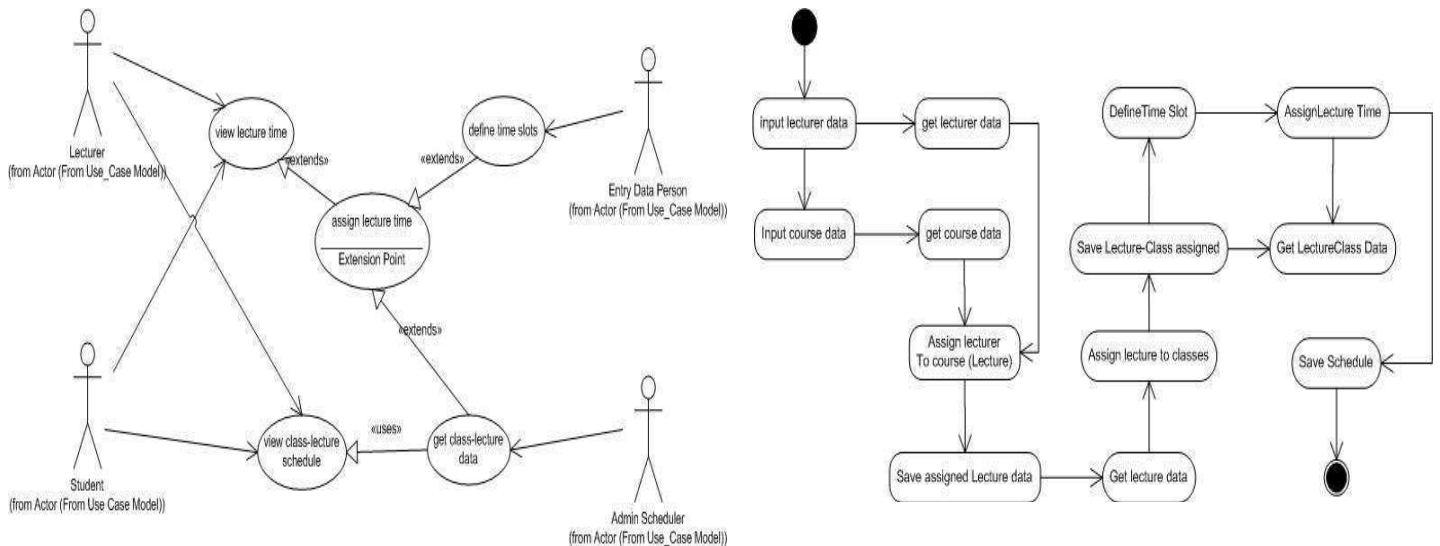 Lecturer
(from Actor (From Use_Case Model))
view lecture time
define time slots
«extends»
«extends»
Entry Data Person
(from Actor (From Use_Case Model))
assign lecture time
Extension Point
«extends»
Student
(from Actor (From Use Case Model))
view class-lecture
schedule
«uses»
get class-lecture
data
Admin Scheduler
(from Actor (From Use_Case Model))
input lecturer data
get lecturer data
Input course data
get course data
Assign lecturer
To course (Lecture)
Save assigned Lecture data
Get lecture data
Assign lecture to classes
Save Lecture-Class assigned
DefineTime Slot
AssignLecture Time
Get LectureClass Data
Save Schedule